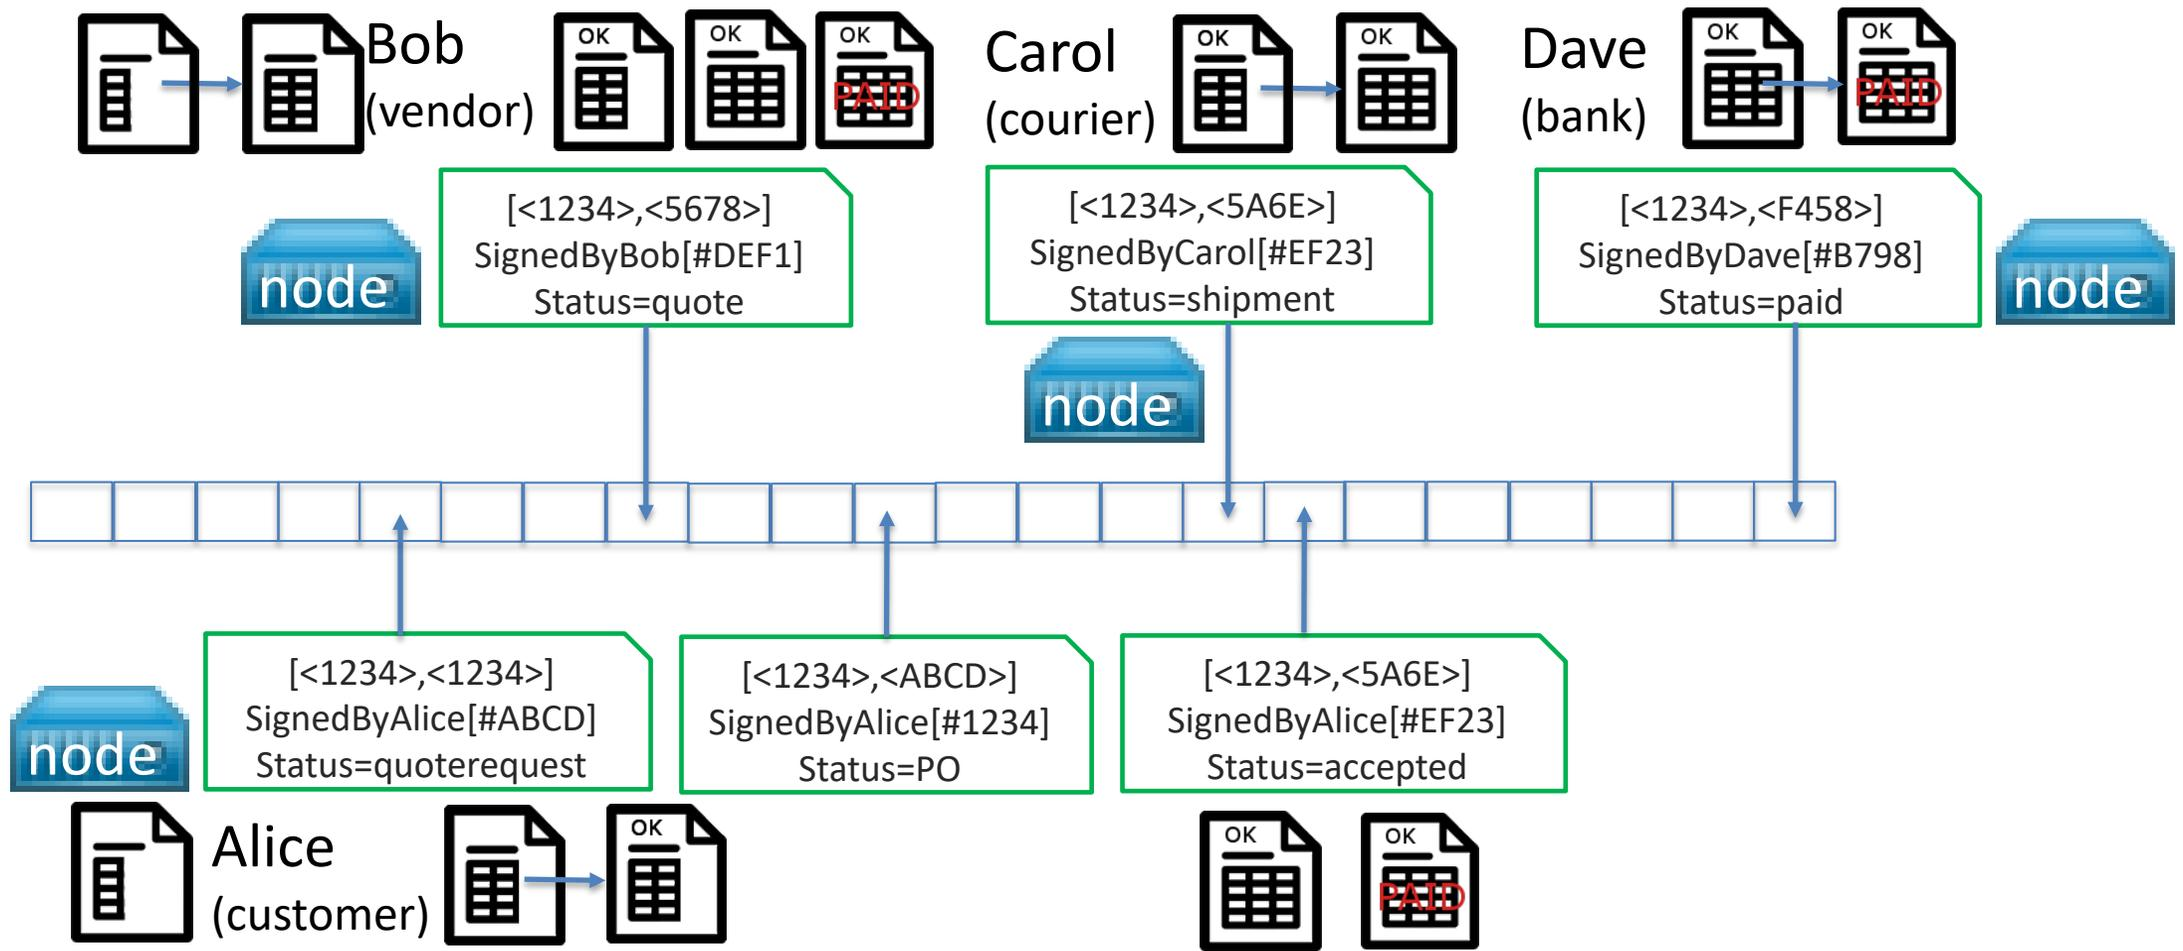 Bob
(vendor)
OK
OK
OK
PAID
Carol
(courier)
OK
OK
Dave
(bank)
OK
OK
PAID
node
[<1234>,<5678>]
SignedByBob[#DEF1]
Status=quote
[<1234>,<5A6E>]
SignedByCarol[#EF23]
Status=shipment
node
[<1234>,<F458>]
SignedByDave[#B798]
Status=paid
node
node
[<1234>,<1234>]
SignedByAlice[#ABCD]
Status=quoterequest
[<1234>,<ABCD>]
SignedByAlice[#1234]
Status=PO
[<1234>,<5A6E>]
SignedByAlice[#EF23]
Status=accepted
Alice
(customer)
OK
OK
OK
PAID